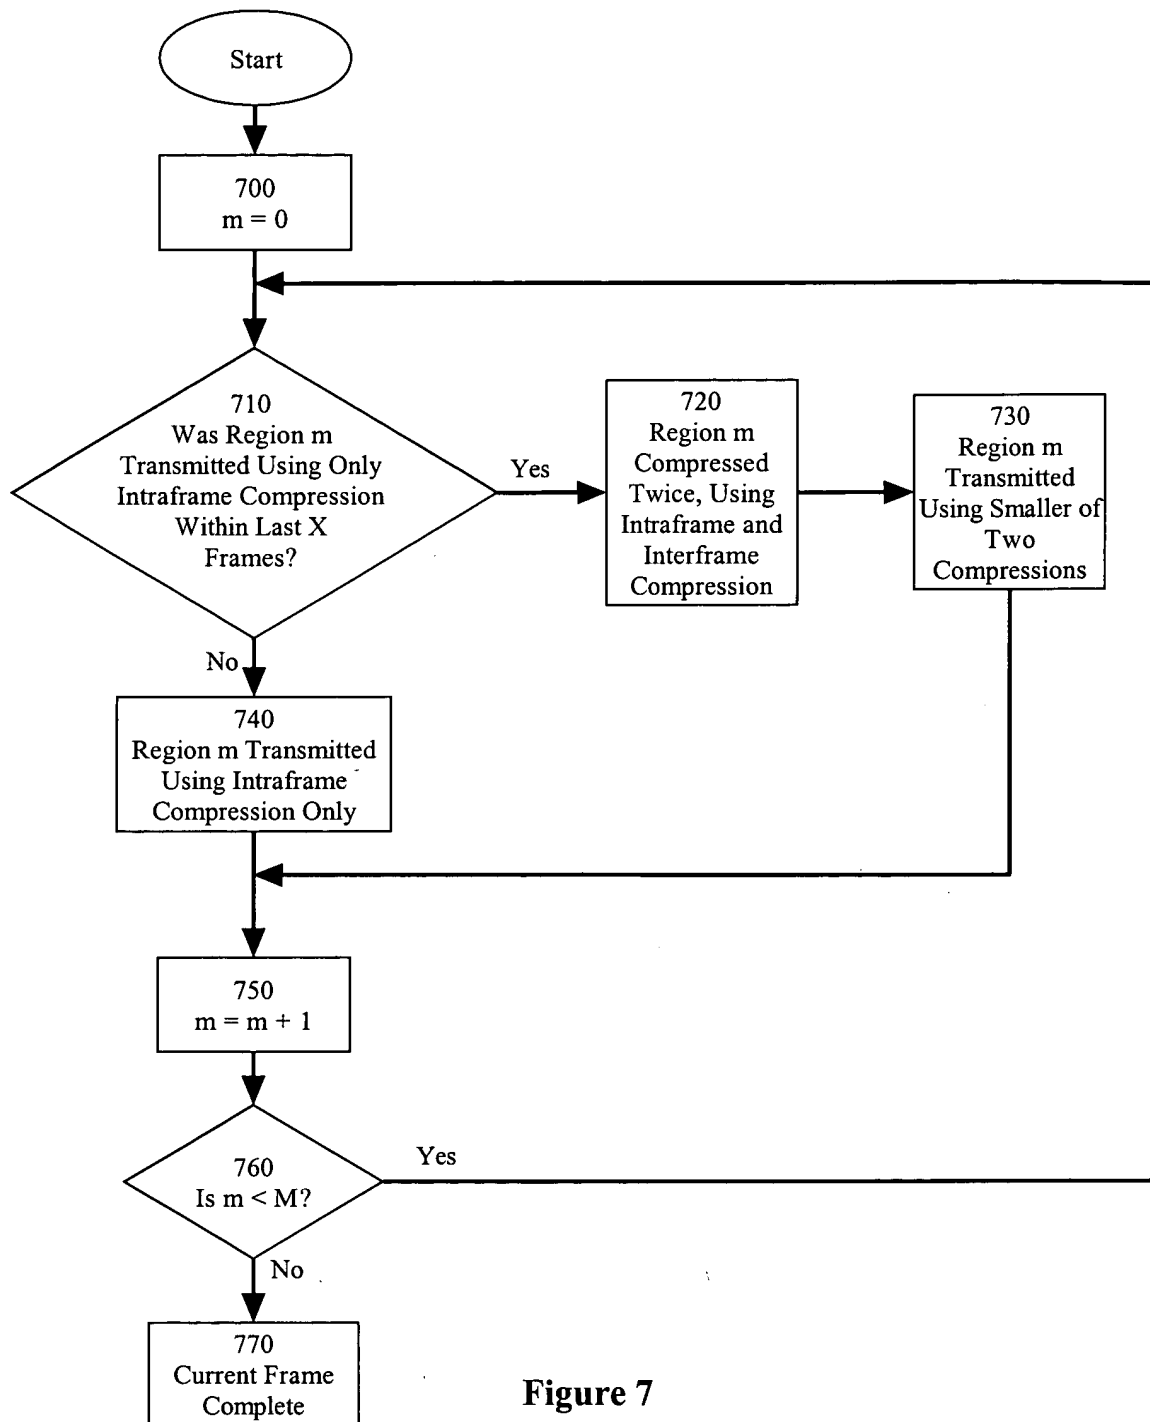 Start
700
m = 0
710
Was Region m
Transmitted Using Only
Intraframe Compression
Within Last X
Frames?
Yes
720
Region m
Compressed
Twice, Using
Intraframe and
Interframe
Compression
730
Region m
Transmitted
Using Smaller of
Two
Compressions
No
740
Region m Transmitted
Using Intraframe
Compression Only
750
m = m + 1
760
Is m < M?
Yes
No
770
Current Frame
Complete
Figure 7